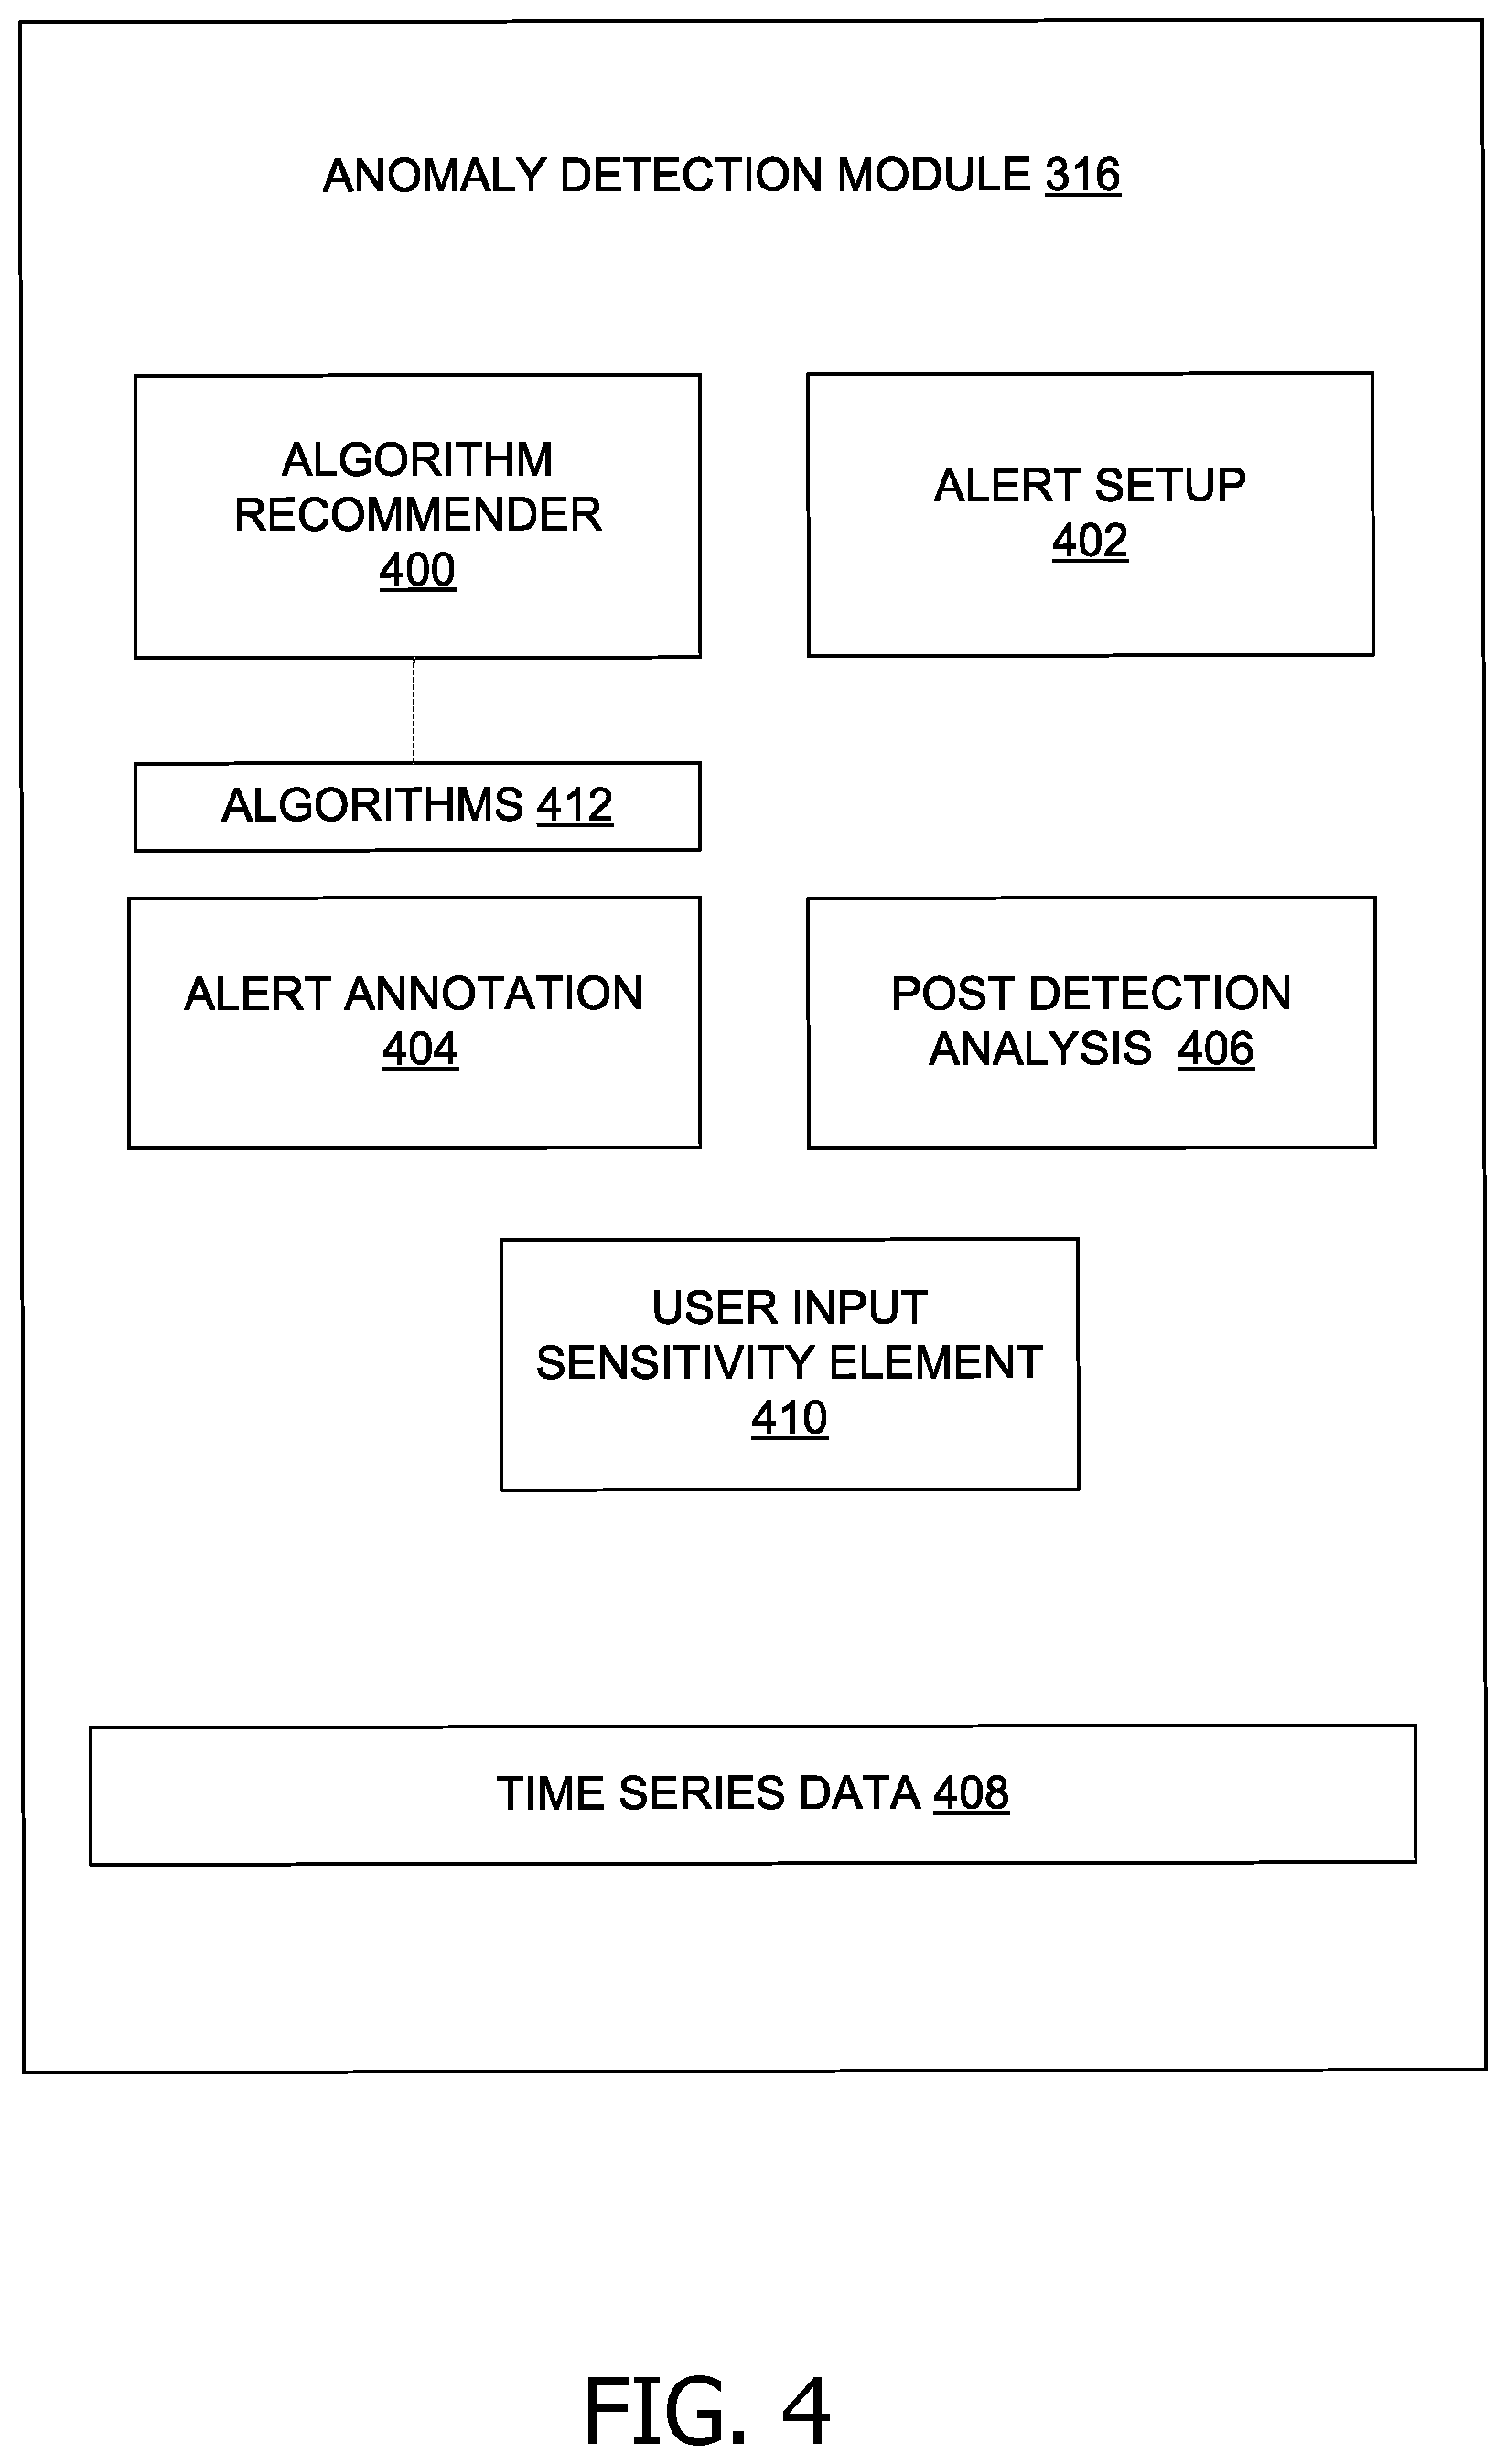 ANOMALY DETECTION MODULE 316
ALGORITHM
RECOMMENDER
400
ALERT SETUP
402
ALGORITHMS 412
ALERT ANNOTATION
404
POST DETECTION
ANALYSIS 406
USER INPUT
SENSITIVITY ELEMENT
410
TIME SERIES DATA 408
FIG. 4